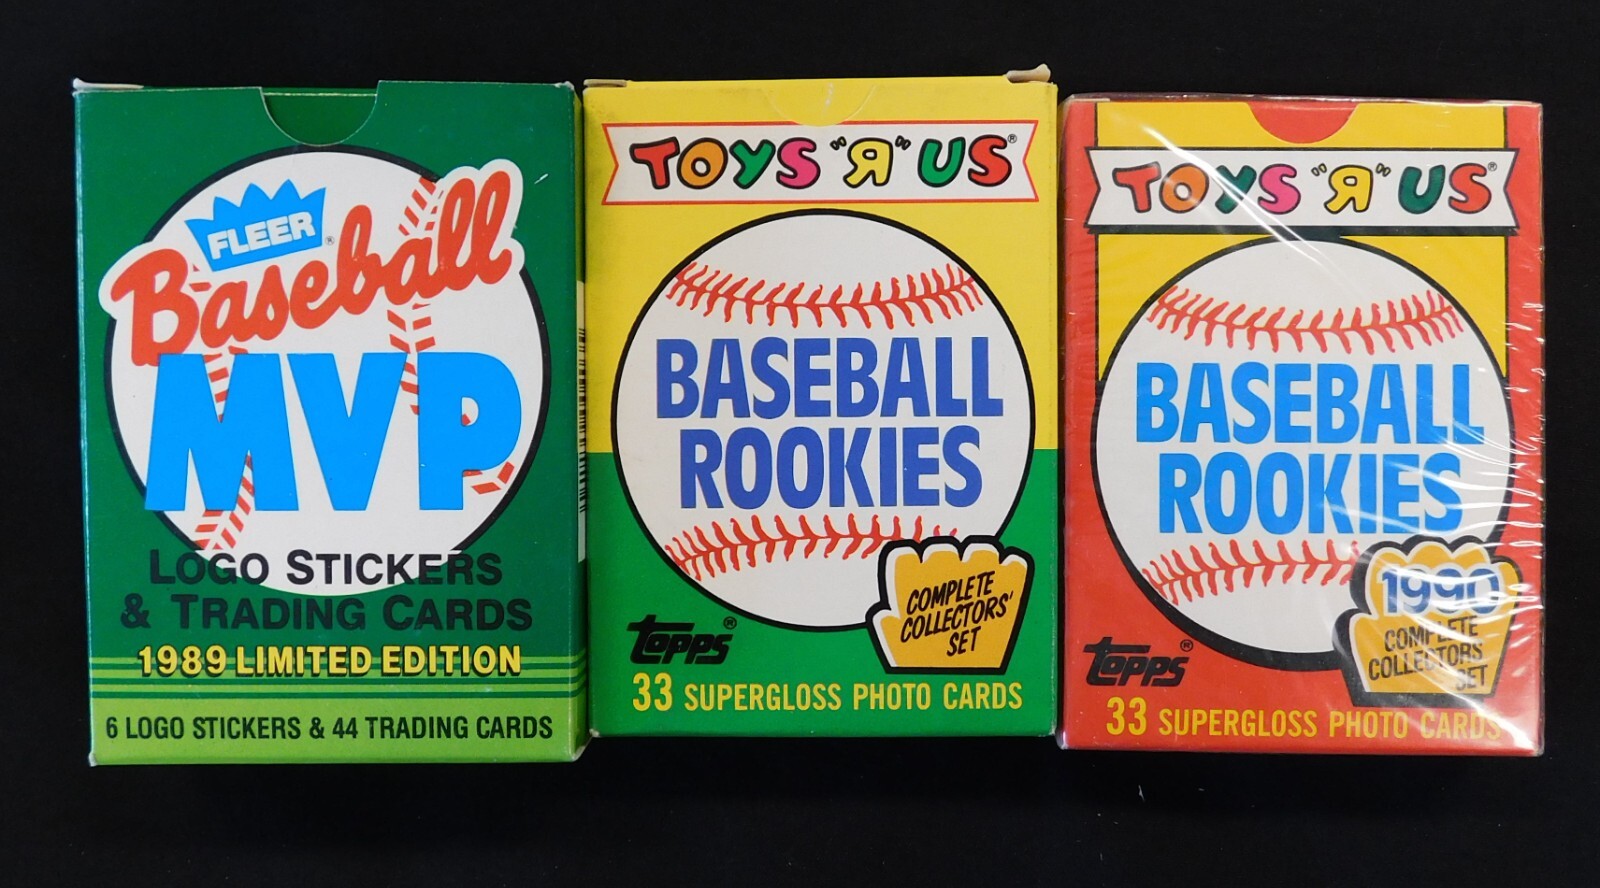 FLEER®
Baseball
MVP
LOGO STICKERS
& TRADING CARDS
1989 LIMITED EDITION
6 LOGO STICKERS & 44 TRADING CARDS
TOYS "Я" US®
BASEBALL
ROOKIES
COMPLETE
COLLECTORS'
SET
TOPPS®
33 SUPERGLOSS PHOTO CARDS
TOYS "Я" US®
BASEBALL
ROOKIES
1990
COMPLETE
COLLECTORS
SET
TOPPS®
33 SUPERGLOSS PHOTO CARDS